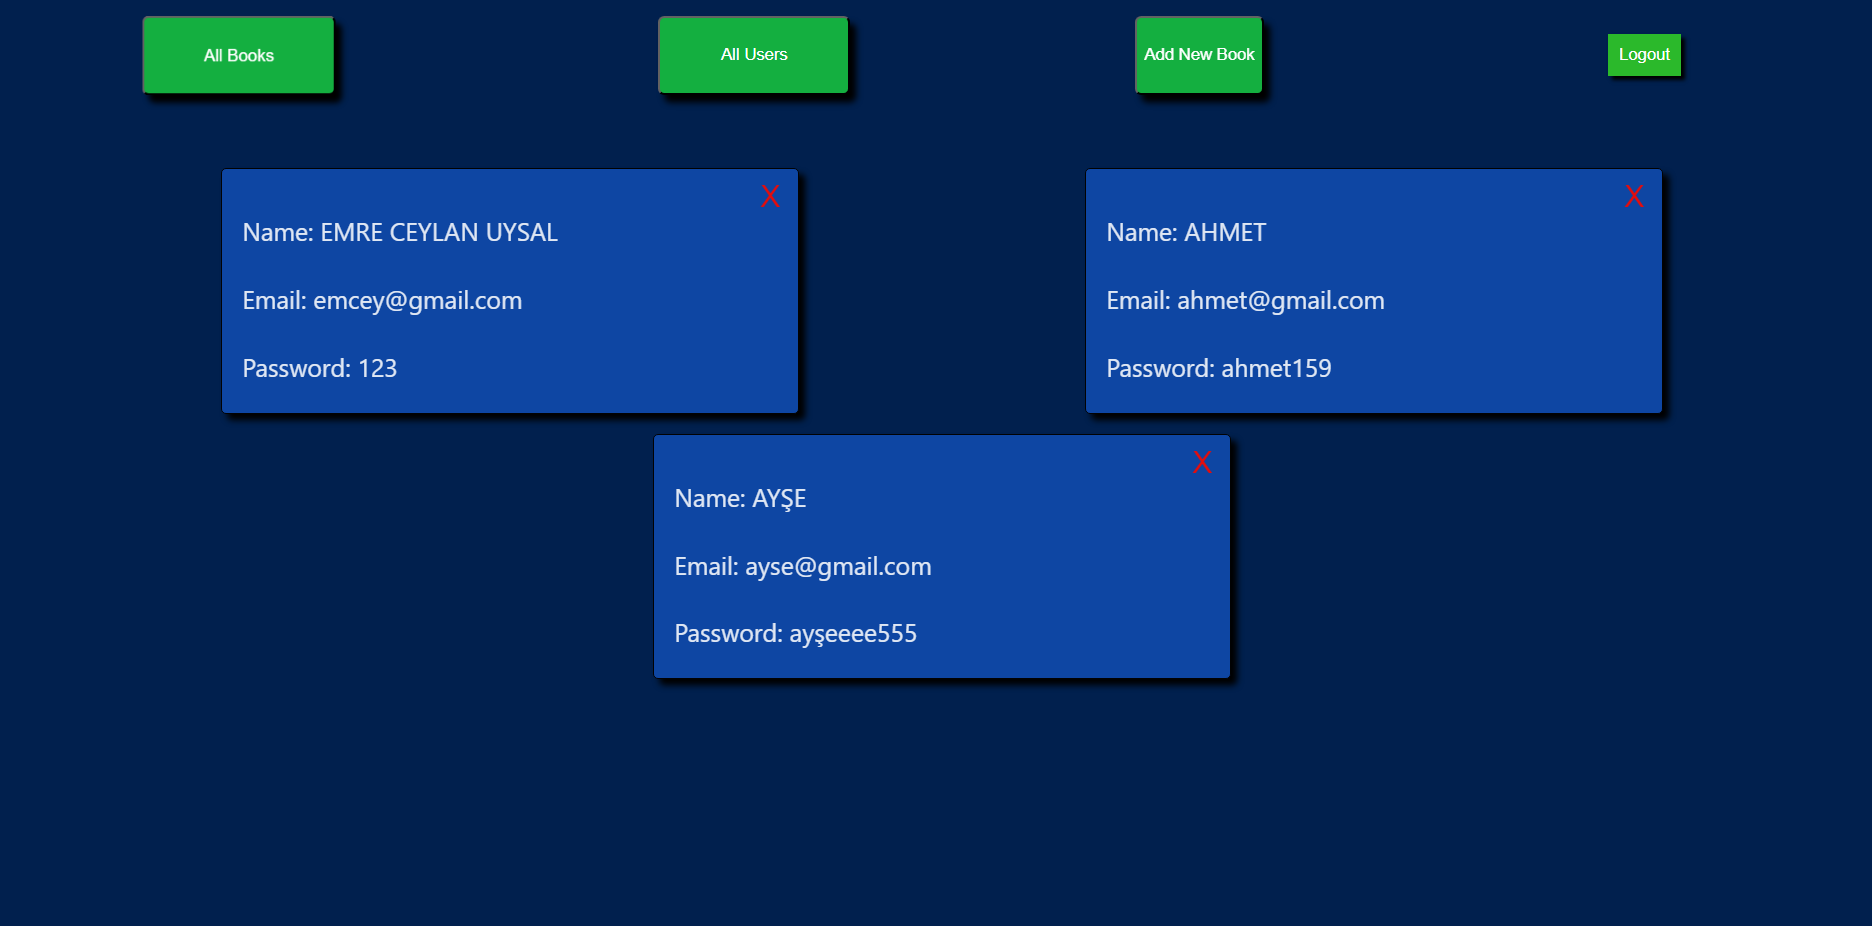 All Books
All Users
Add New Book
Logout
X
Name: EMRE CEYLAN UYSAL
Email: emcey@gmail.com
Password: 123
X
Name: AHMET
Email: ahmet@gmail.com
Password: ahmet159
X
Name: AYŞE
Email: ayse@gmail.com
Password: ayşeeee555